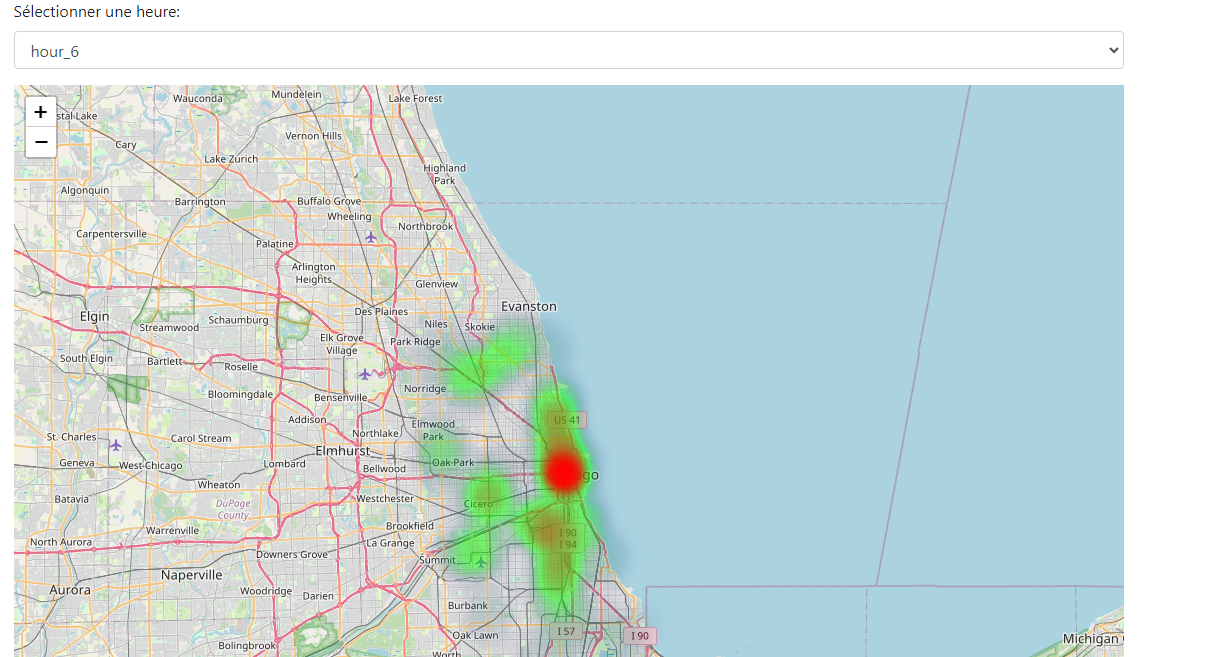 Sélectionner une heure:
hour_6
+
−
Wauconda
Mundelein
Lake Forest
stal Lake
Cary
Vernon Hills
Lake Zurich
Highland
Park
Algonquin
Barrington
Buffalo Grove
Wheeling
Northbrook
Carpentersville
Palatine
Arlington
Heights
Glenview
Evanston
Elgin
Streamwood
Schaumburg
Des Plaines
Niles
Skokie
Elk Grove
Village
Park Ridge
South Elgin
Bartlett
Roselle
Norridge
Bloomingdale
Bensenville
Addison
Elmwood
Park
US 41
St. Charles
Carol Stream
Northlake
Elmhurst
Geneva
West Chicago
Lombard
Bellwood
Oak Park
go
Wheaton
Batavia
DuPage
County
Westchester
Cicero
Warrenville
Brookfield
I 90
I 94
North Aurora
La Grange
Downers Grove
Summit
Naperville
Aurora
Woodridge
Darien
Burbank
Bolingbrook
Oak Lawn
I 57
I 90
Michigan
Worth